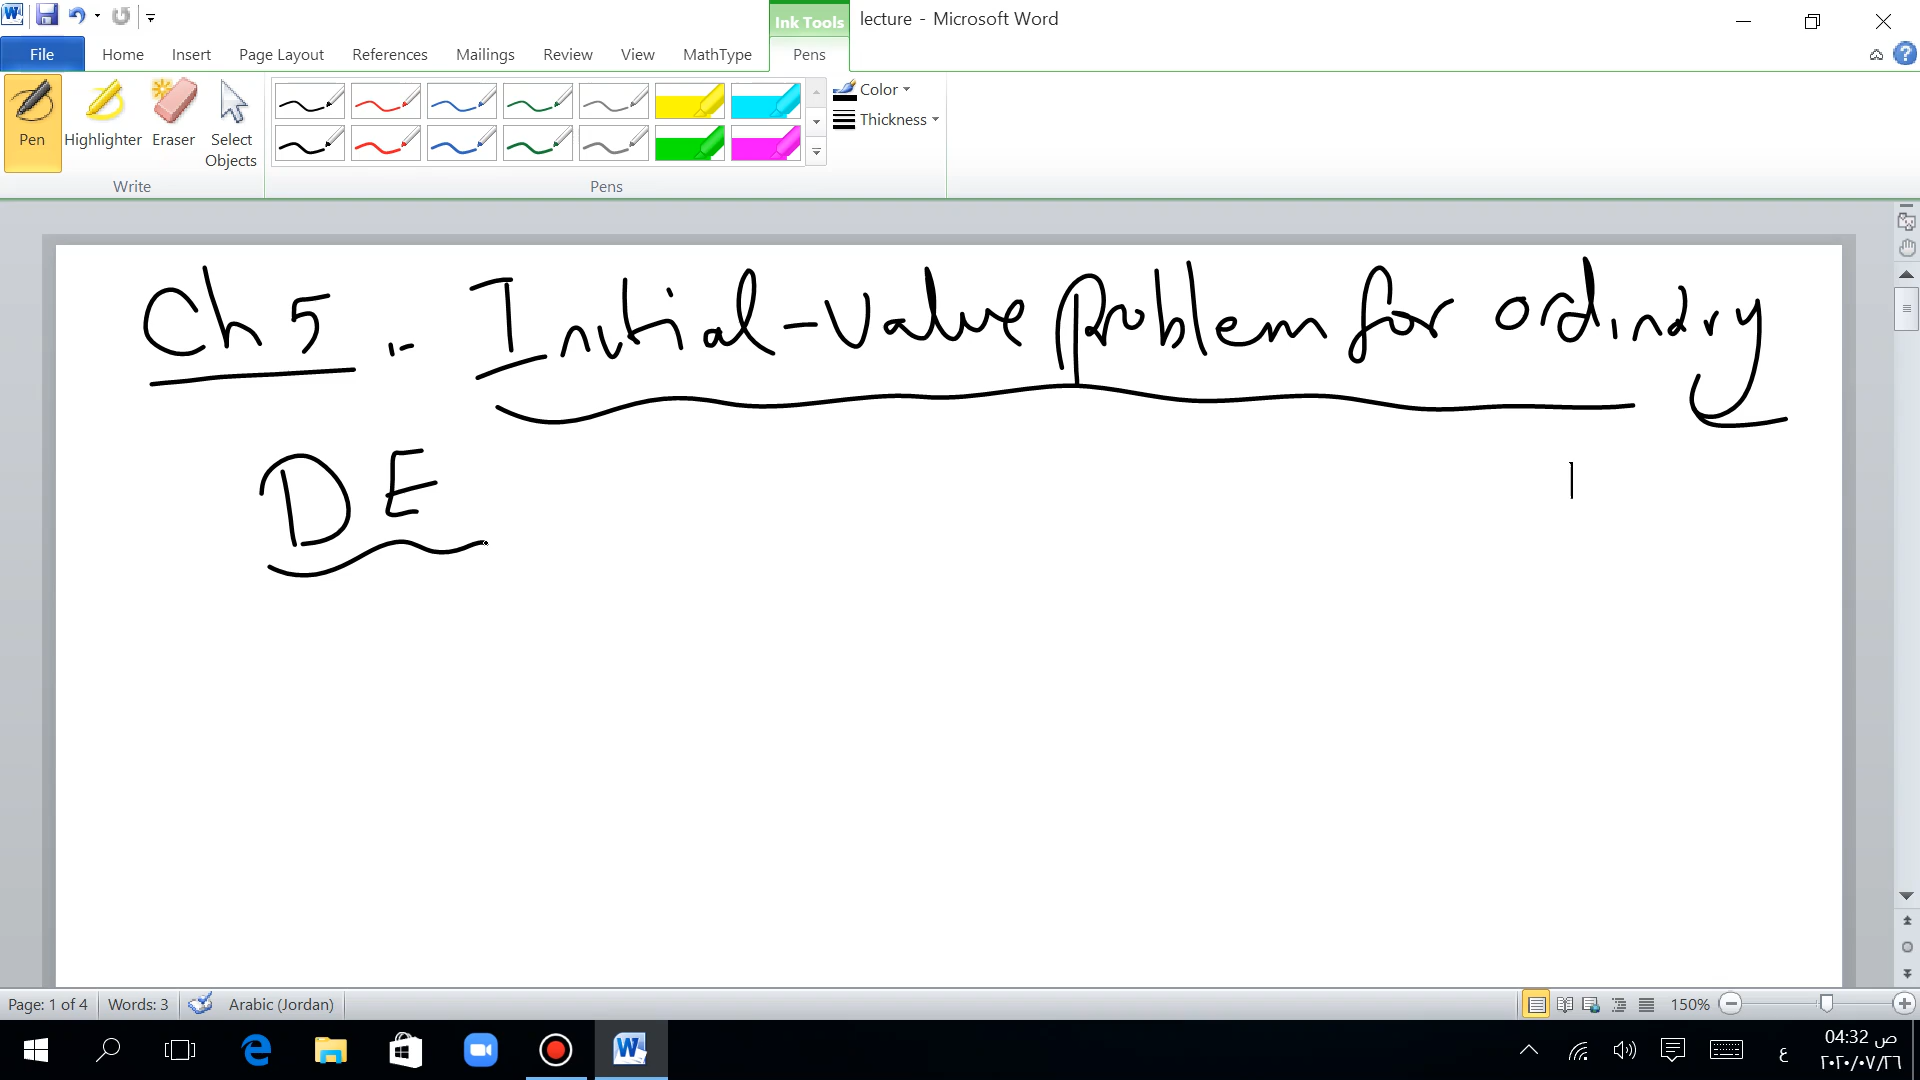 lecture - Microsoft Word
Ink Tools
File Home Insert Page Layout References Mailings Review View MathType Pens
Pen Highlighter Eraser Select Objects
Color
Thickness
Write Pens
Ch 5 :- Initial-Value problem for ordinary
DE
Page: 1 of 4 Words: 3 Arabic (Jordan) 150%
ع
04:32 ص
٢٠٢٠/٠٧/٢٦